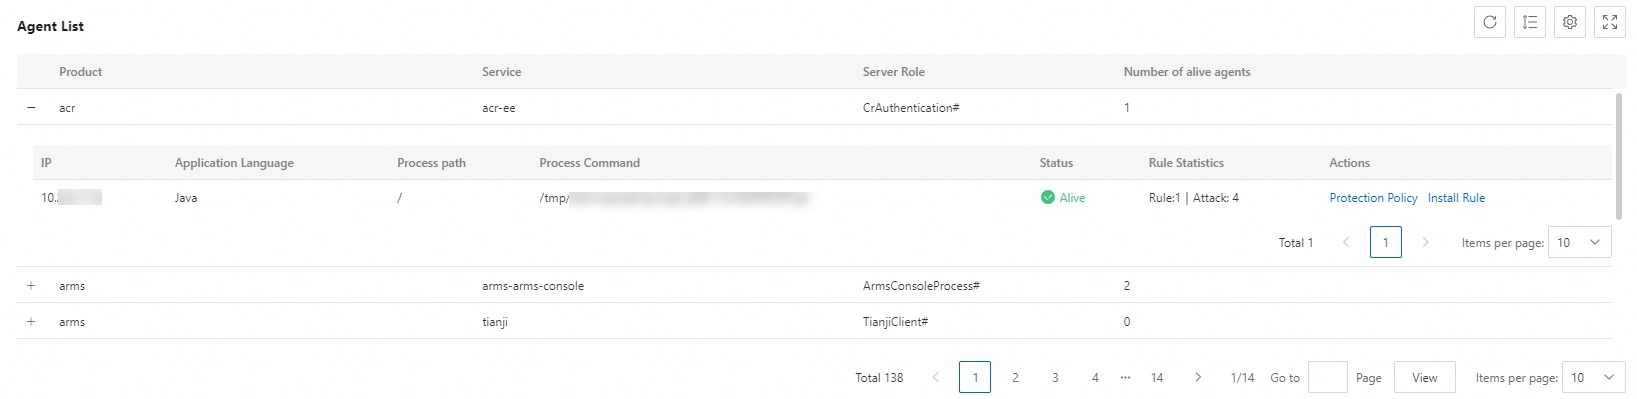 Agent List
Product Service Server Role Number of alive agents
acr acr-ee CrAuthentication# 1
IP Application Language Process path Process Command Status Rule Statistics Actions
10. Java / /tmp/ Alive Rule:1 | Attack: 4 Protection Policy Install Rule
Total 1 < 1 > Items per page: 10
+ arms arms-arms-console ArmsConsoleProcess# 2
+ arms tianji TianjiClient# 0
Total 138 < 1 2 3 4 ••• 14 > 1/14 Go to Page View Items per page: 10